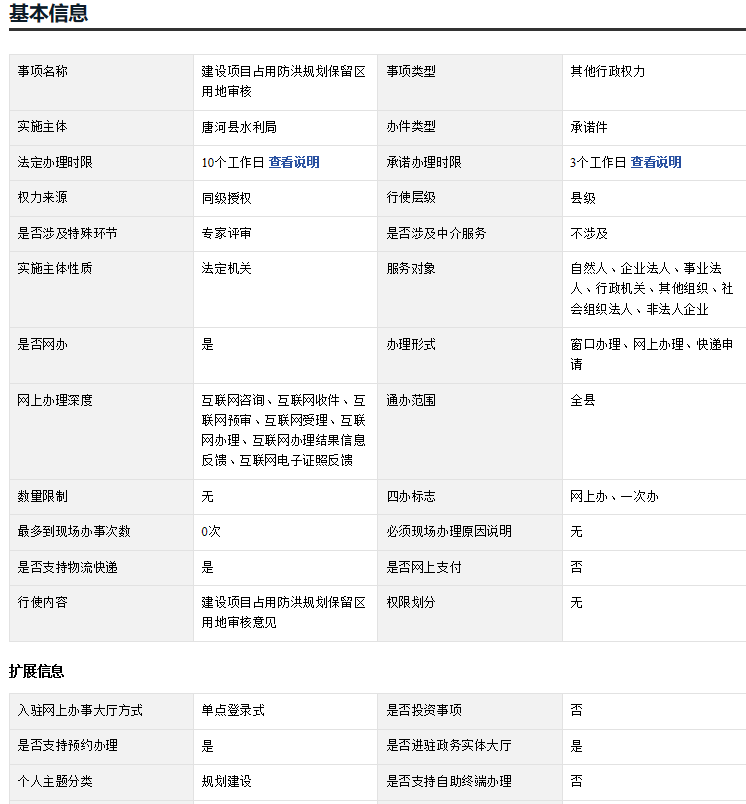 基本信息
事项名称 建设项目占用防洪规划保留区 事项类型 其他行政权力
用地审核
实施主体 唐河县水利局 办件类型 承诺件
法定办理时限 10个工作日 查看说明 承诺办理时限 3个工作日 查看说明
权力来源 同级授权 行使层级 县级
是否涉及特殊环节 专家评审 是否涉及中介服务 不涉及
实施主体性质 法定机关 服务对象 自然人、企业法人、事业法
人、行政机关、其他组织、社
会组织法人、非法人企业
是否网办 是 办理形式 窗口办理、网上办理、快递申
请
网上办理深度 互联网咨询、互联网收件、互 通办范围 全县
联网预审、互联网受理、互联
网办理、互联网办理结果信息
反馈、互联网电子证照反馈
数量限制 无 四办标志 网上办、一次办
最多到现场办事次数 0次 必须现场办理原因说明 无
是否支持物流快递 是 是否网上支付 否
行使内容 建设项目占用防洪规划保留区 权限划分 无
用地审核意见
扩展信息
入驻网上办事大厅方式 单点登录式 是否投资事项 否
是否支持预约办理 是 是否进驻政务实体大厅 是
个人主题分类 规划建设 是否支持自助终端办理 否